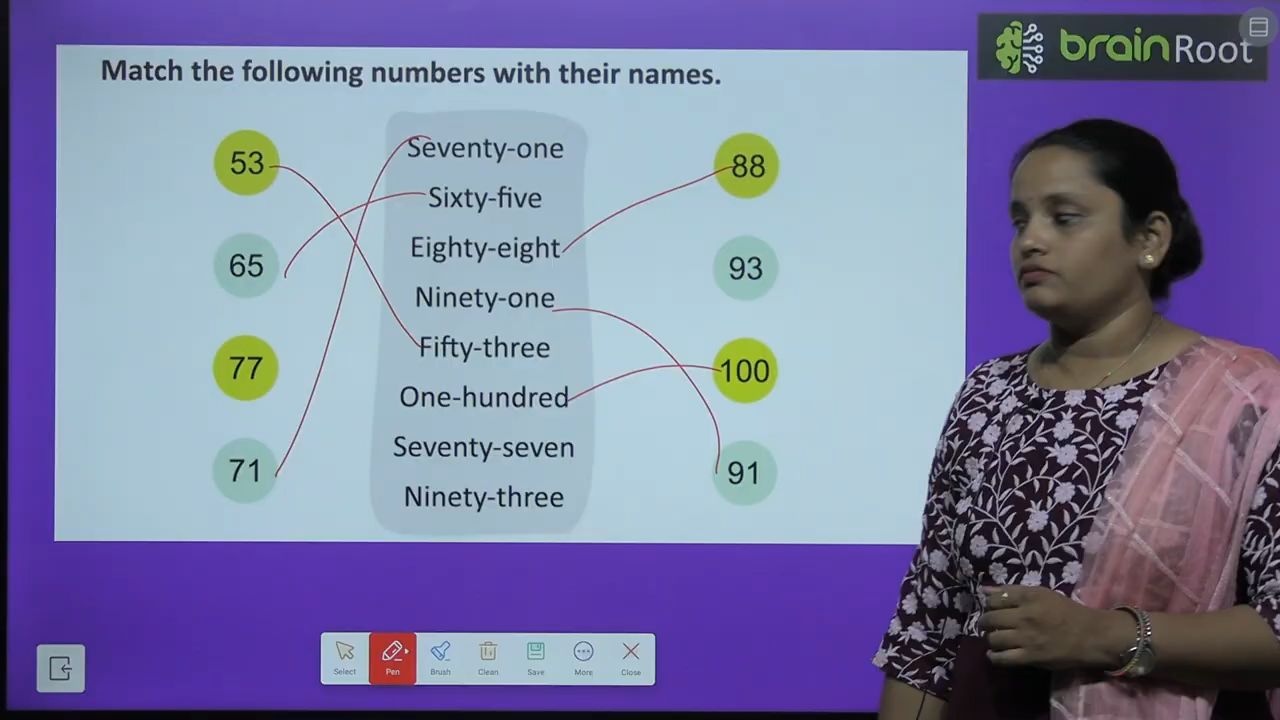 brainRoot
Match the following numbers with their names.
53
65
77
71
Seventy-one
Sixty-five
Eighty-eight
Ninety-one
Fifty-three
One-hundred
Seventy-seven
Ninety-three
88
93
100
91
Select
Pen
Brush
Clean
Save
More
Close